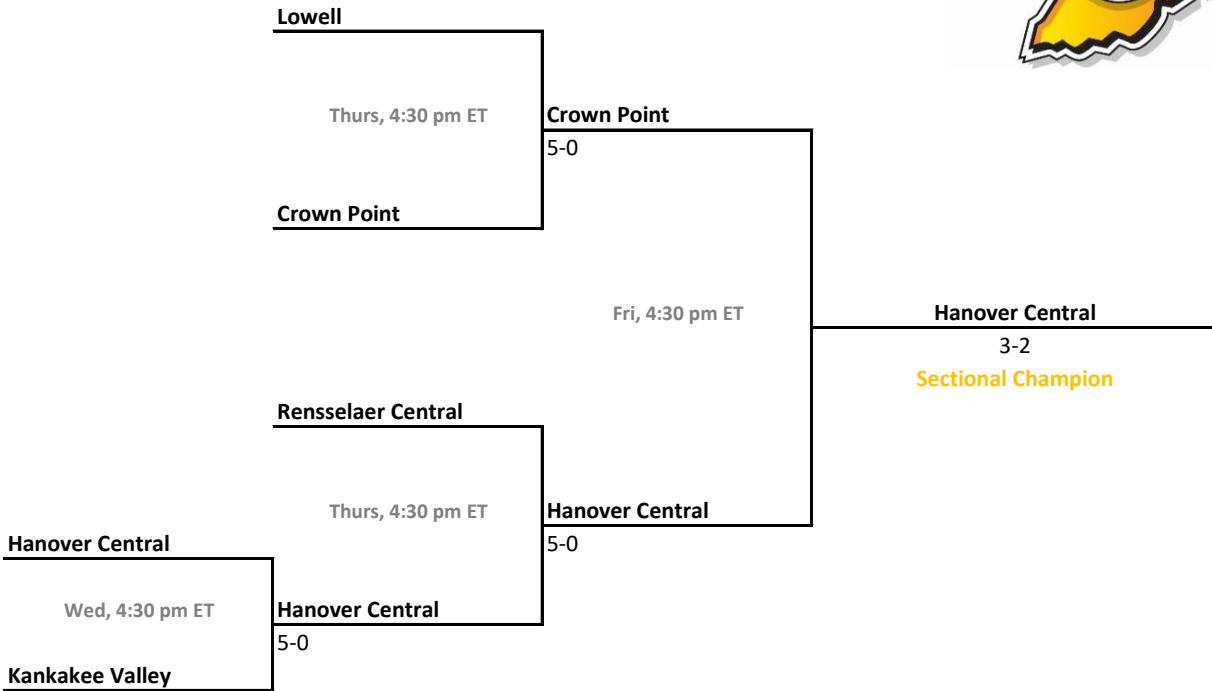 Lowell
Thurs, 4:30 pm ET
Crown Point
5-0
Crown Point
Fri, 4:30 pm ET
Hanover Central
3-2
Sectional Champion
Rensselaer Central
Thurs, 4:30 pm ET
Hanover Central
5-0
Hanover Central
Wed, 4:30 pm ET
Hanover Central
5-0
Kankakee Valley